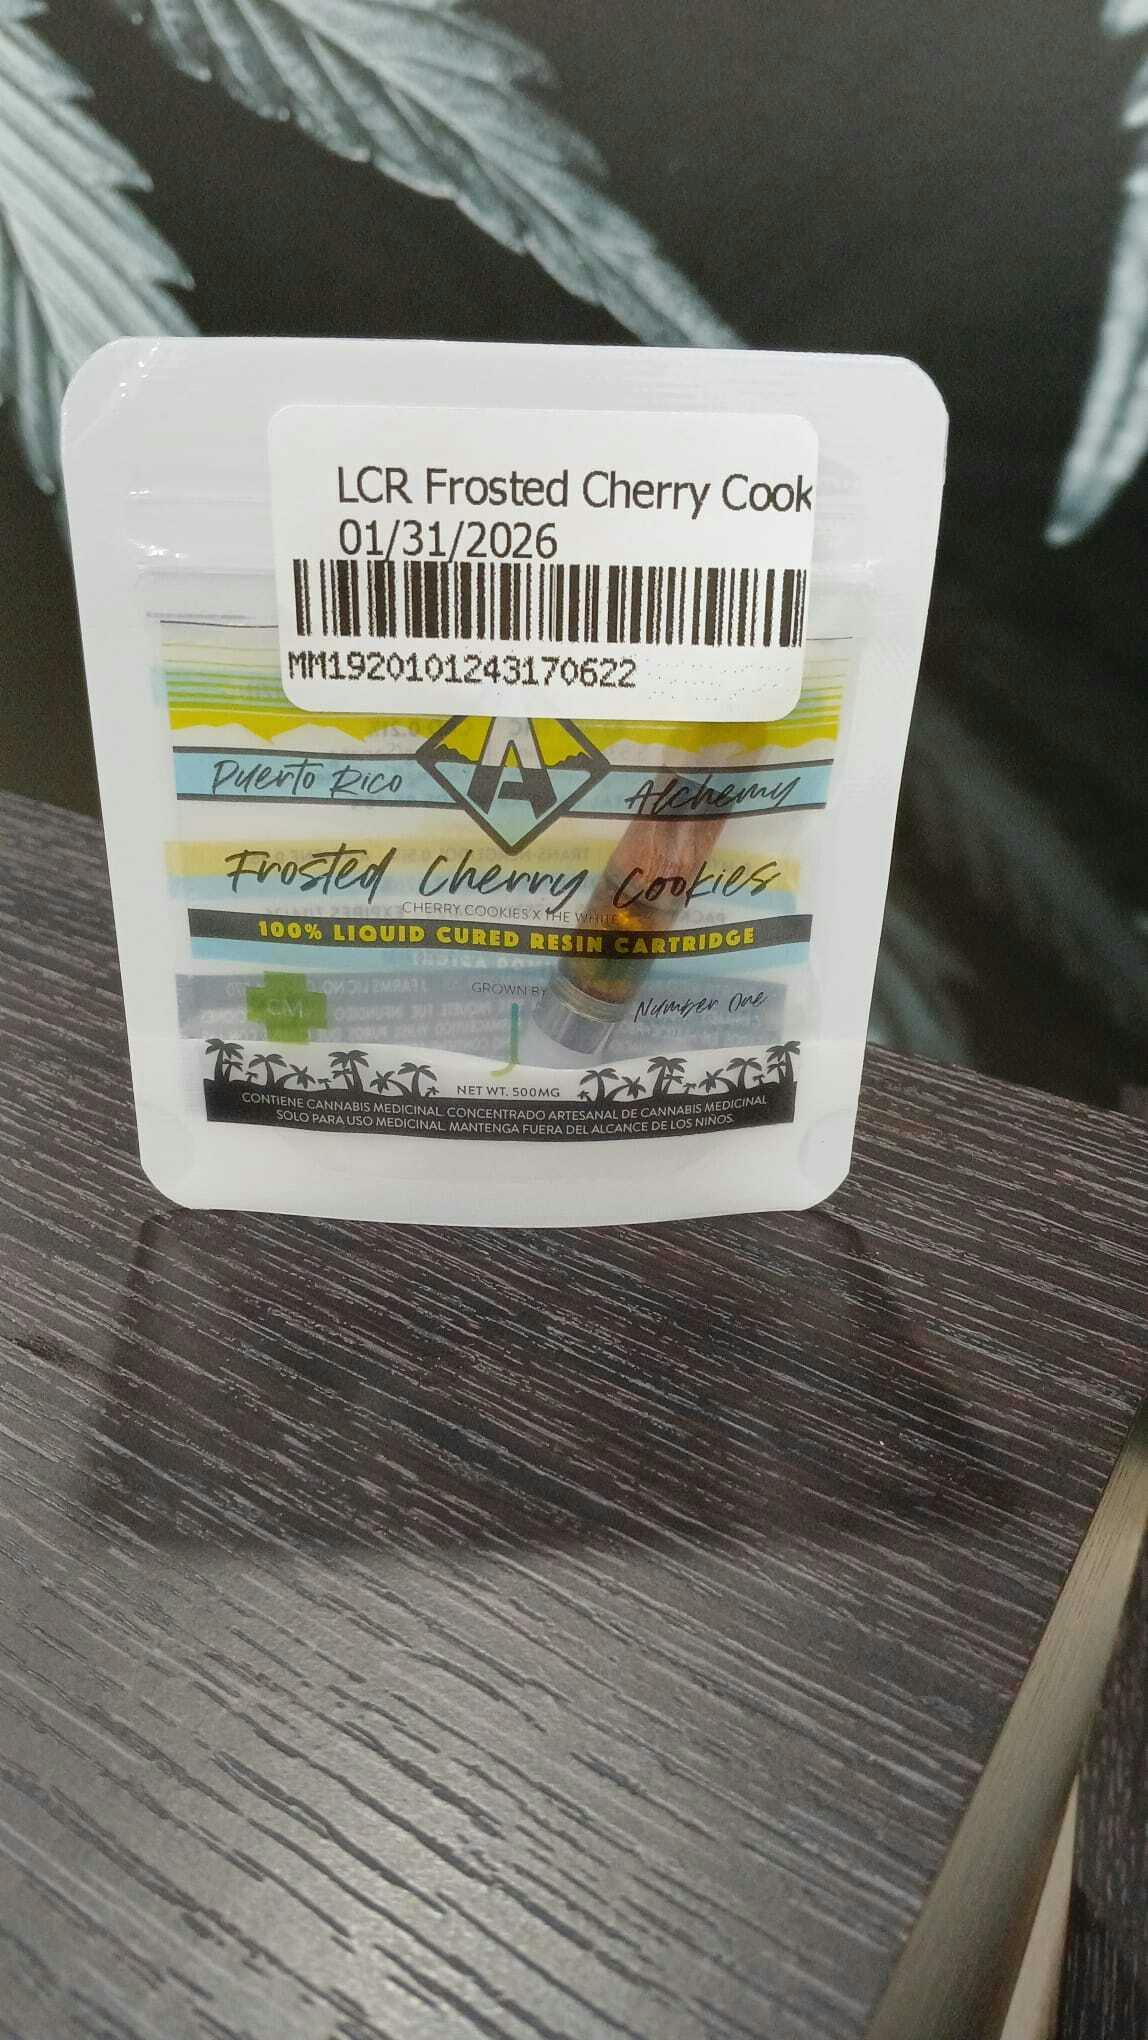 LCR Frosted Cherry Cook
01/31/2026
MM1920101243170622
Puerto Rico A Alchemy
Frosted Cherry Cookies
CHERRY COOKIES X THE WHITE
100% LIQUID CURED RESIN CARTRIDGE
GROWN BY
CM
J
Number One
NET WT. 500MG
CONTIENE CANNABIS MEDICINAL. CONCENTRADO ARTESANAL DE CANNABIS MEDICINAL
SOLO PARA USO MEDICINAL. MANTENGA FUERA DEL ALCANCE DE LOS NIÑOS.